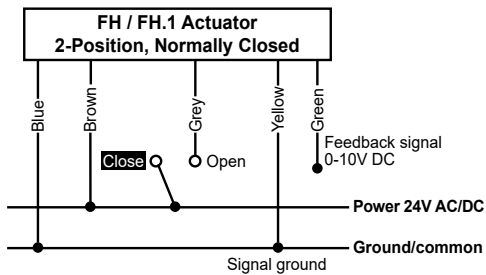 FH / FH.1 Actuator
2-Position, Normally Closed
Blue
Brown
Grey
Yellow
Green
Feedback signal
0-10V DC
Close
Open
Power 24V AC/DC
Ground/common
Signal ground